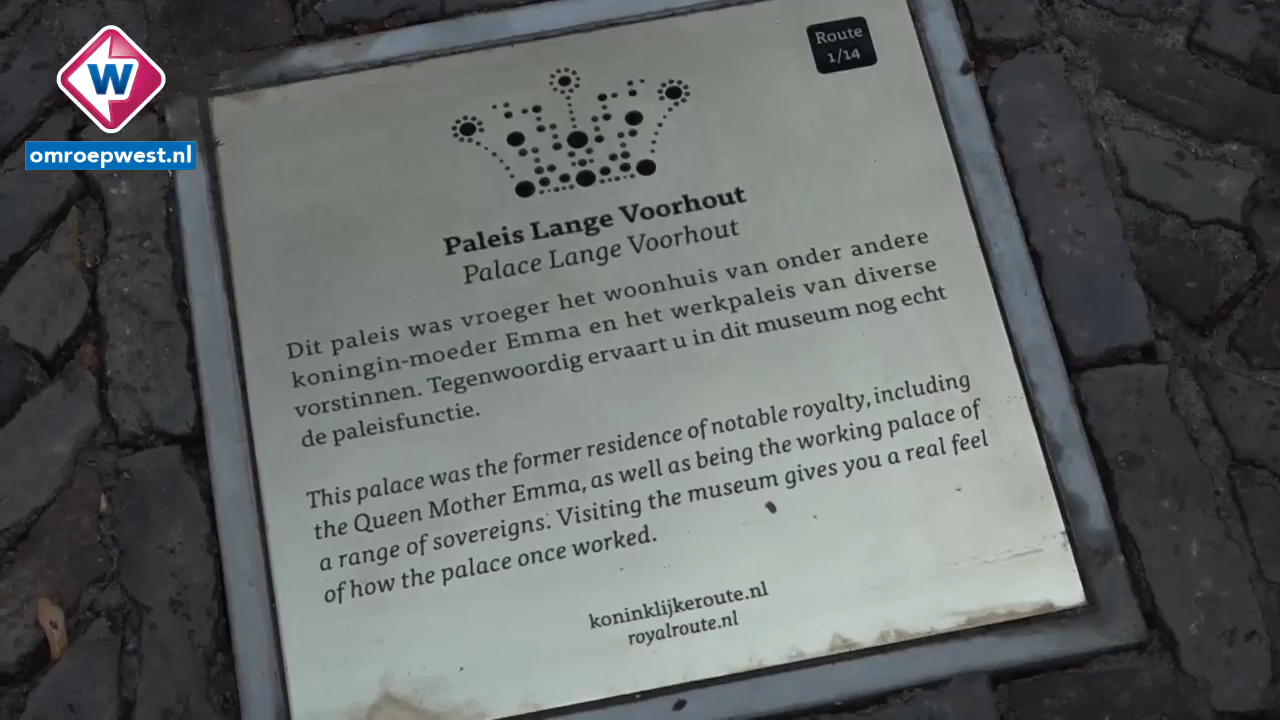 W
omroepwest.nl
Route
1/14
Paleis Lange Voorhout
Palace Lange Voorhout
Dit paleis was vroeger het woonhuis van onder andere
koningin-moeder Emma en het werkpaleis van diverse
vorstinnen. Tegenwoordig ervaart u in dit museum nog echt
de paleisfunctie.
This palace was the former residence of notable royalty, including
the Queen Mother Emma, as well as being the working palace of
a range of sovereigns. Visiting the museum gives you a real feel
of how the palace once worked.
koninklijkeroute.nl
royalroute.nl